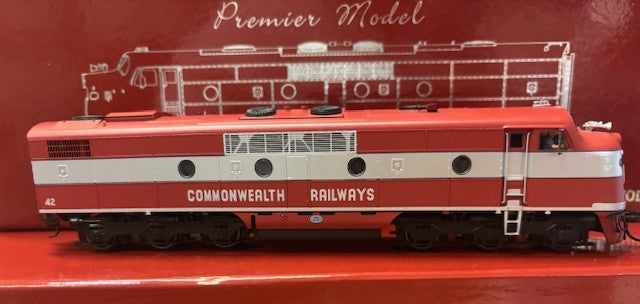 Premier Model
COMMONWEALTH RAILWAYS
42